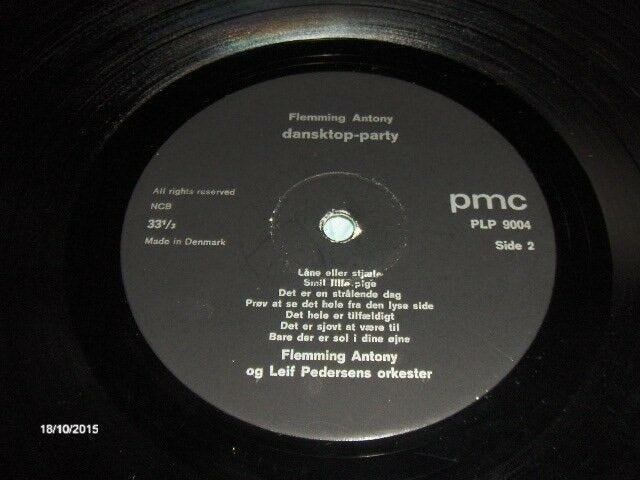 Flemming Antony
dansktop-party
All rights reserved
NCB
33¹/₃
Made in Denmark
pmc
PLP 9004
Side 2
Låne eller stjæle
Smil lille pige
Det er en strålende dag
Prøv at se det hele fra den lyse side
Det hele er tilfældigt
Det er sjovt at være til
Bare der er sol i dine øjne
Flemming Antony
og Leif Pedersens orkester
18/10/2015